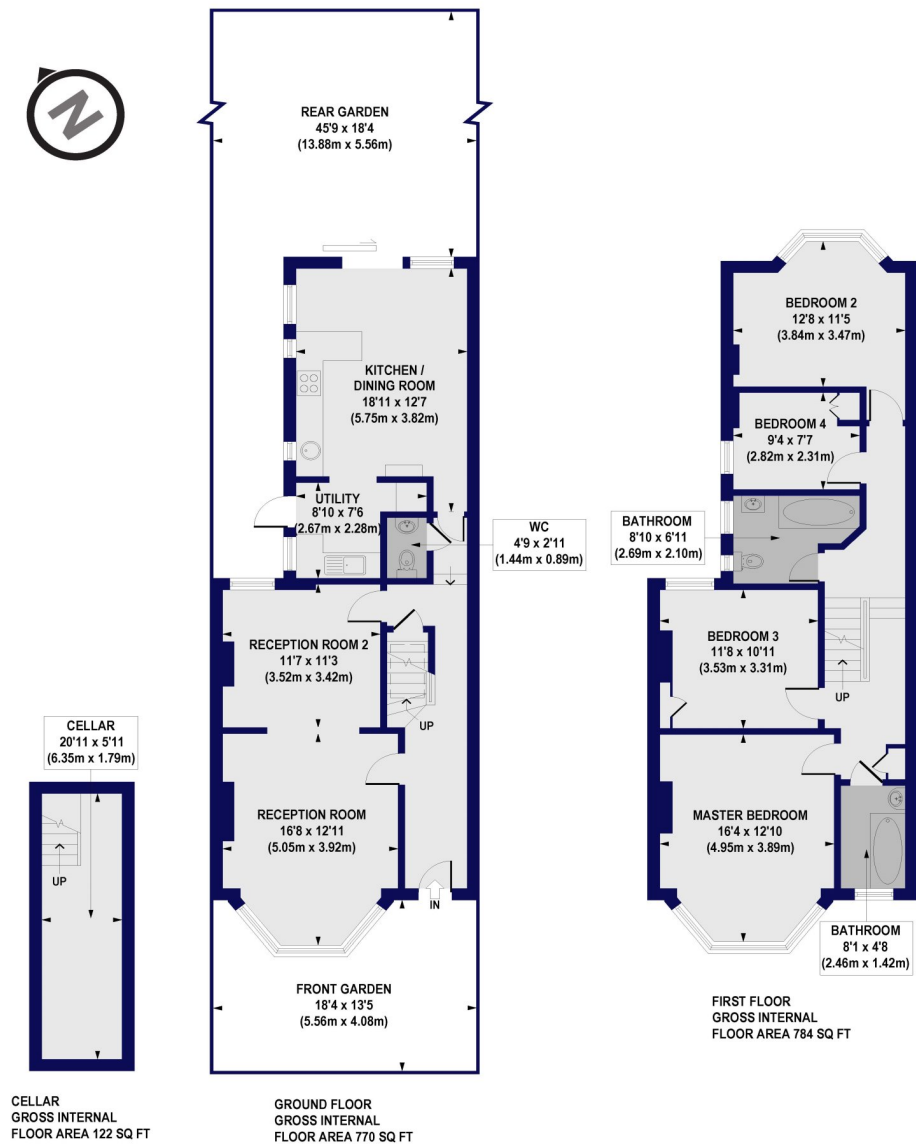 N
REAR GARDEN
45'9 x 18'4
(13.88m x 5.56m)
KITCHEN /
DINING ROOM
18'11 x 12'7
(5.75m x 3.82m)
UTILITY
8'10 x 7'6
(2.67m x 2.28m)
WC
4'9 x 2'11
(1.44m x 0.89m)
RECEPTION ROOM 2
11'7 x 11'3
(3.52m x 3.42m)
UP
RECEPTION ROOM
16'8 x 12'11
(5.05m x 3.92m)
IN
FRONT GARDEN
18'4 x 13'5
(5.56m x 4.08m)
CELLAR
20'11 x 5'11
(6.35m x 1.79m)
UP
CELLAR
GROSS INTERNAL
FLOOR AREA 122 SQ FT
GROUND FLOOR
GROSS INTERNAL
FLOOR AREA 770 SQ FT
BEDROOM 2
12'8 x 11'5
(3.84m x 3.47m)
BEDROOM 4
9'4 x 7'7
(2.82m x 2.31m)
BATHROOM
8'10 x 6'11
(2.69m x 2.10m)
BEDROOM 3
11'8 x 10'11
(3.53m x 3.31m)
UP
MASTER BEDROOM
16'4 x 12'10
(4.95m x 3.89m)
BATHROOM
8'1 x 4'8
(2.46m x 1.42m)
FIRST FLOOR
GROSS INTERNAL
FLOOR AREA 784 SQ FT